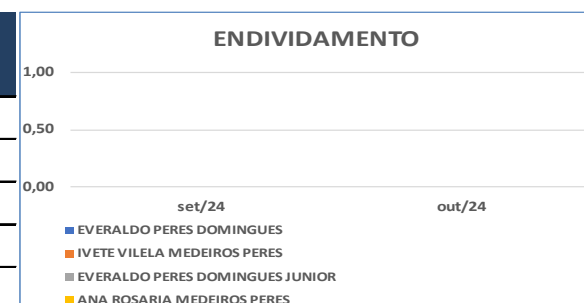 ENDIVIDAMENTO
1,00
0,50
0,00
set/24 out/24
EVERALDO PERES DOMINGUES
IVETE VILELA MEDEIROS PERES
EVERALDO PERES DOMINGUES JUNIOR
ANA ROSARIA MEDEIROS PERES